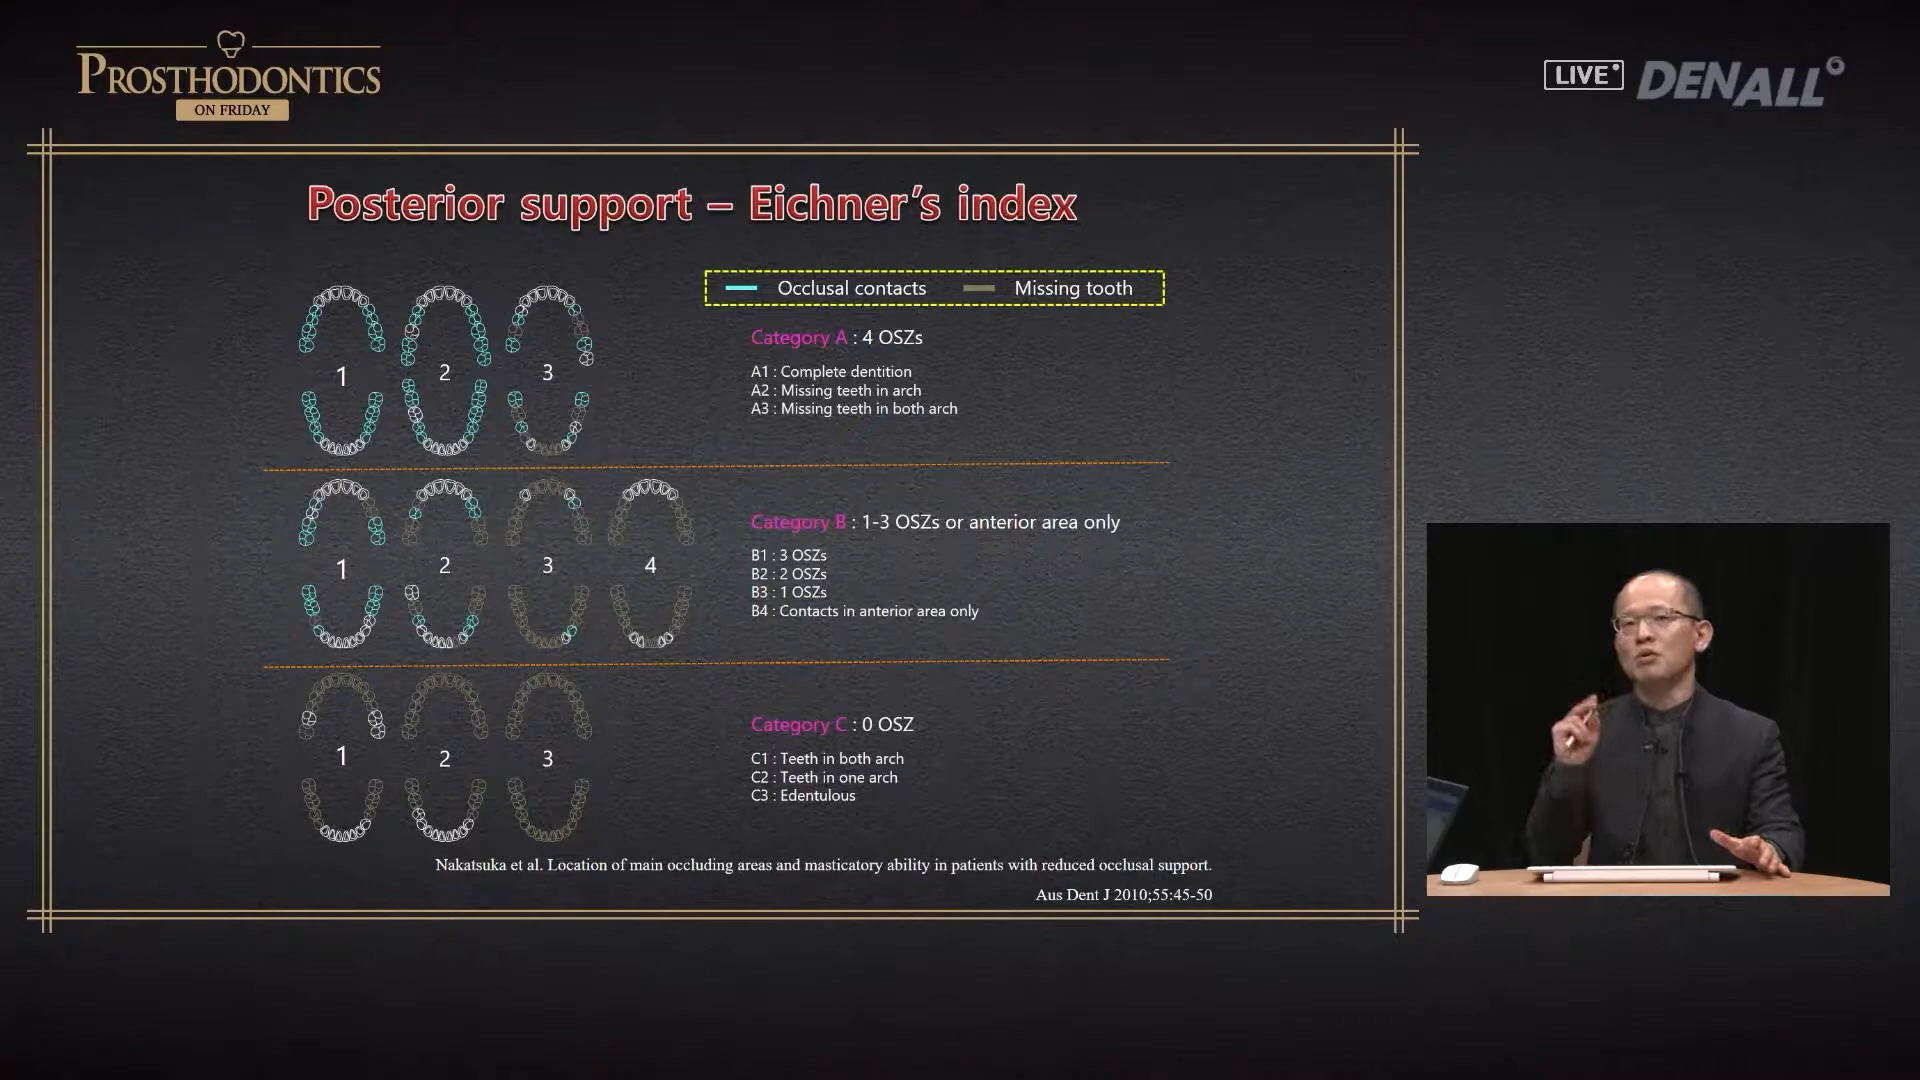 PROSTHODONTICS
ON FRIDAY
LIVE
DENALL
Posterior support – Eichner's index
Occlusal contacts Missing tooth
1 2 3
Category A : 4 OSZs
A1 : Complete dentition
A2 : Missing teeth in arch
A3 : Missing teeth in both arch
1 2 3 4
Category B : 1-3 OSZs or anterior area only
B1 : 3 OSZs
B2 : 2 OSZs
B3 : 1 OSZs
B4 : Contacts in anterior area only
1 2 3
Category C : 0 OSZ
C1 : Teeth in both arch
C2 : Teeth in one arch
C3 : Edentulous
Nakatsuka et al. Location of main occluding areas and masticatory ability in patients with reduced occlusal support.
Aus Dent J 2010;55:45-50